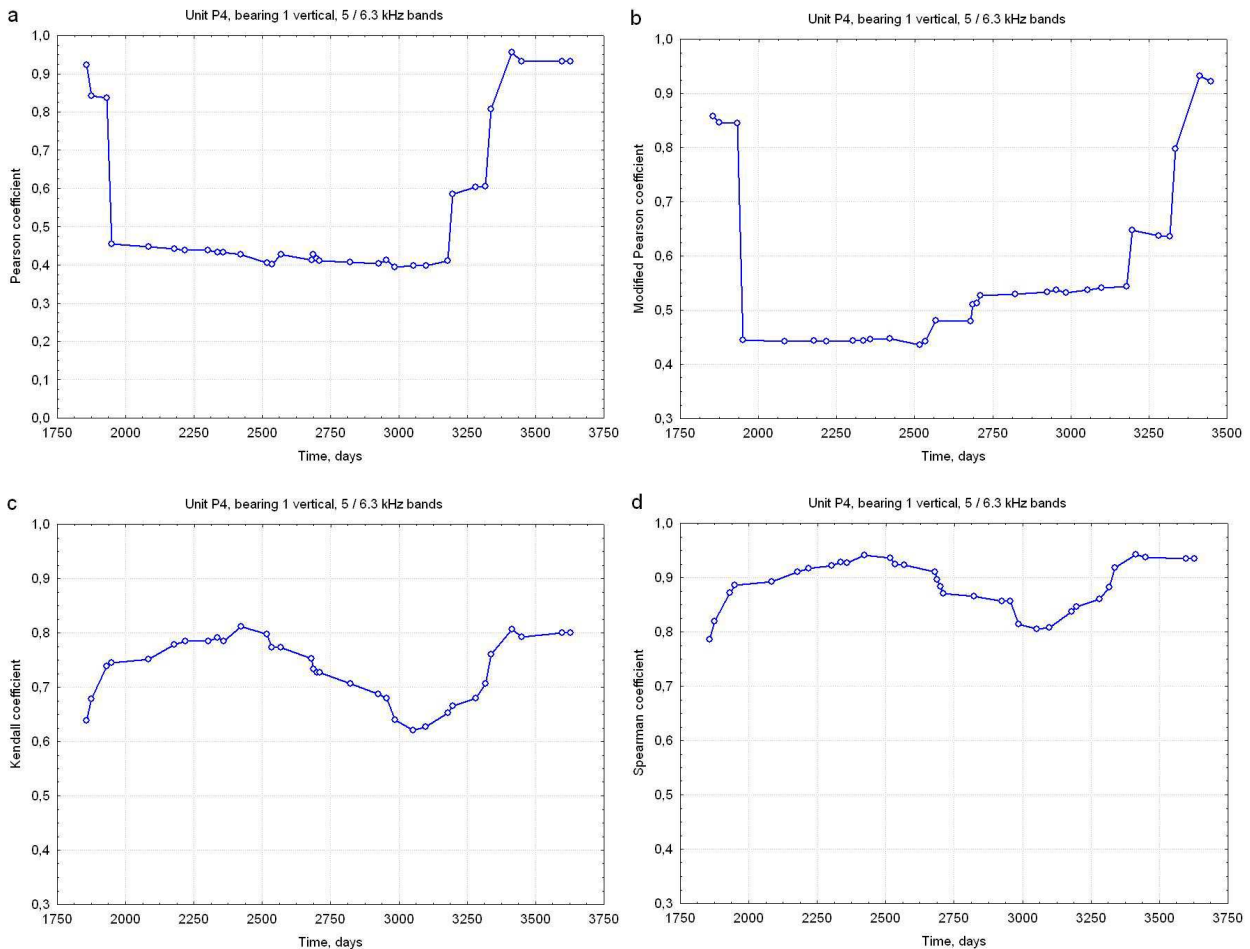 a
Unit P4, bearing 1 vertical, 5 / 6.3 kHz bands
1,0
0,9
0,8
0,7
0,6
0,5
0,4
0,3
0,2
0,1
0,0
Pearson coefficient
1750 2000 2250 2500 2750 3000 3250 3500 3750
Time, days
b
Unit P4, bearing 1 vertical, 5 / 6.3 kHz bands
1,0
0,9
0,8
0,7
0,6
0,5
0,4
0,3
Modified Pearson coefficient
1750 2000 2250 2500 2750 3000 3250 3500
Time, days
c
Unit P4, bearing 1 vertical, 5 / 6.3 kHz bands
1,0
0,9
0,8
0,7
0,6
0,5
0,4
0,3
Kendall coefficient
1750 2000 2250 2500 2750 3000 3250 3500 3750
Time, days
d
Unit P4, bearing 1 vertical, 5 / 6.3 kHz bands
1,0
0,9
0,8
0,7
0,6
0,5
0,4
0,3
Spearman coefficient
1750 2000 2250 2500 2750 3000 3250 3500 3750
Time, days